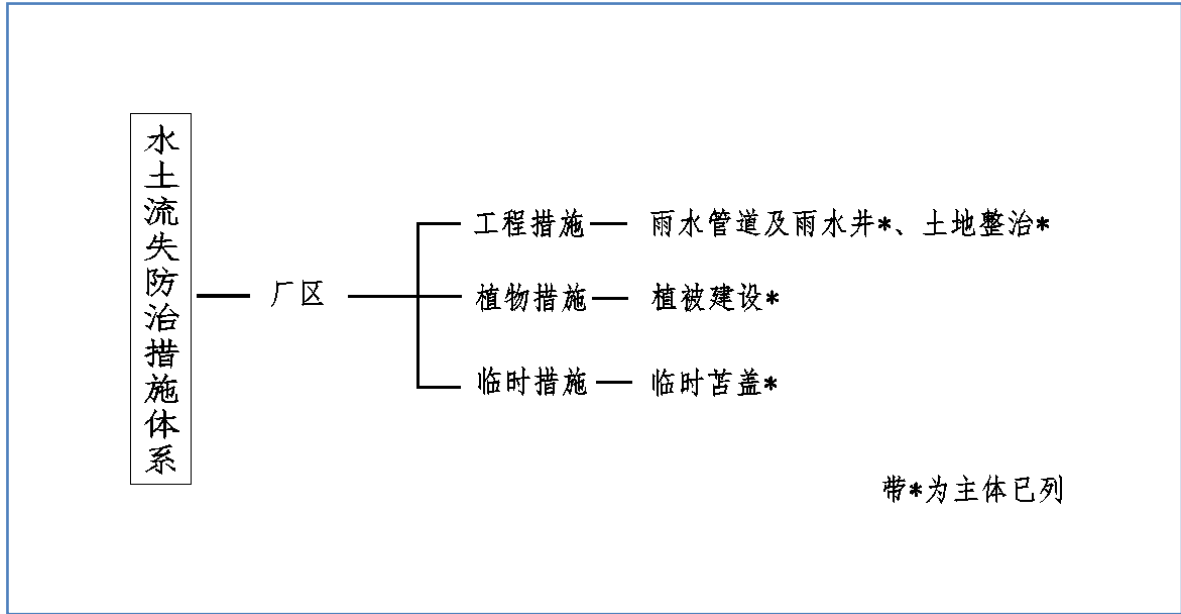 水土流失防治措施体系
厂区
工程措施 雨水管道及雨水井*、土地整治*
植物措施 植被建设*
临时措施 临时苫盖*
带*为主体已列